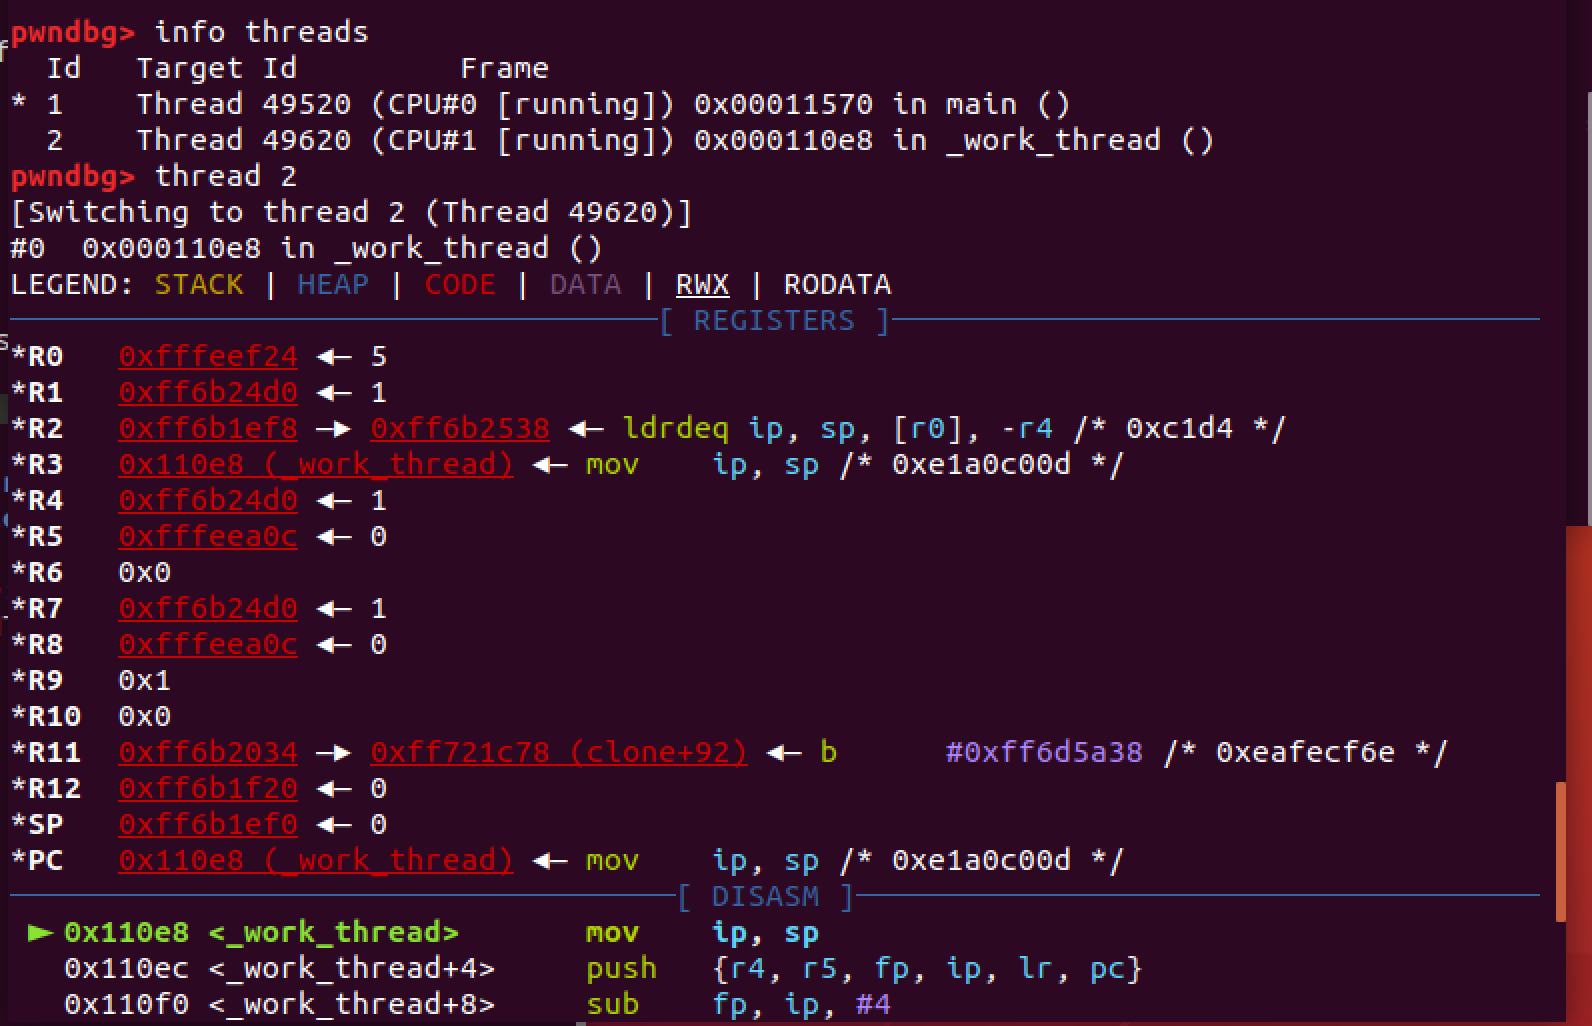 pwndbg> info threads
  Id   Target Id         Frame
* 1    Thread 49520 (CPU#0 [running]) 0x00011570 in main ()
  2    Thread 49620 (CPU#1 [running]) 0x000110e8 in _work_thread ()
pwndbg> thread 2
[Switching to thread 2 (Thread 49620)]
#0  0x000110e8 in _work_thread ()
LEGEND: STACK | HEAP | CODE | DATA | RWX | RODATA
[ REGISTERS ]
*R0   0xfffeef24 ◂— 5
*R1   0xff6b24d0 ◂— 1
*R2   0xff6b1ef8 —▸ 0xff6b2538 ◂— ldrdeq ip, sp, [r0], -r4 /* 0xc1d4 */
*R3   0x110e8 (_work_thread) ◂— mov    ip, sp /* 0xe1a0c00d */
*R4   0xff6b24d0 ◂— 1
*R5   0xfffeea0c ◂— 0
*R6   0x0
*R7   0xff6b24d0 ◂— 1
*R8   0xfffeea0c ◂— 0
*R9   0x1
*R10  0x0
*R11  0xff6b2034 —▸ 0xff721c78 (clone+92) ◂— b      #0xff6d5a38 /* 0xeafecf6e */
*R12  0xff6b1f20 ◂— 0
*SP   0xff6b1ef0 ◂— 0
*PC   0x110e8 (_work_thread) ◂— mov    ip, sp /* 0xe1a0c00d */
[ DISASM ]
 ► 0x110e8 <_work_thread>       mov    ip, sp
   0x110ec <_work_thread+4>     push   {r4, r5, fp, ip, lr, pc}
   0x110f0 <_work_thread+8>     sub    fp, ip, #4